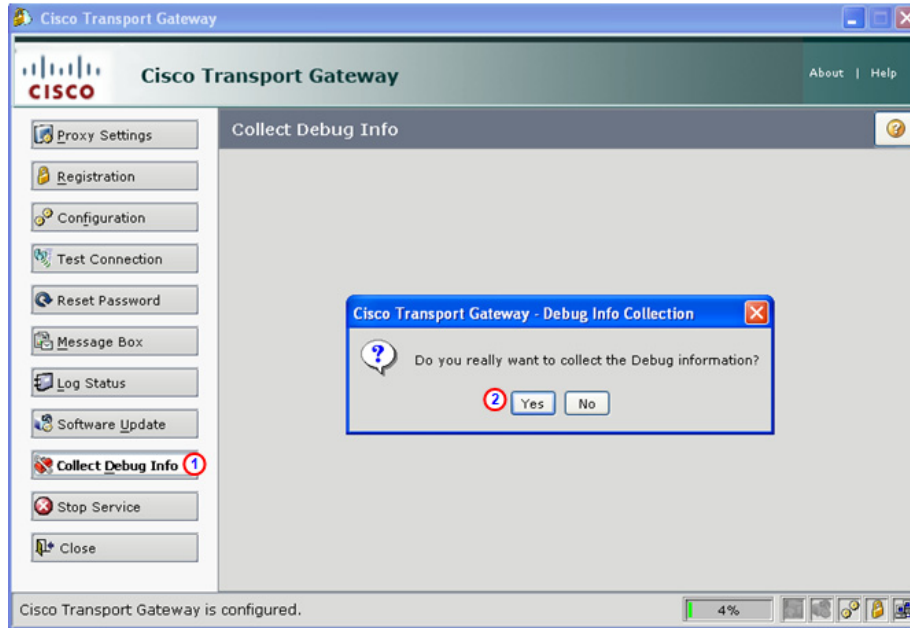 Cisco Transport Gateway
CISCO
Cisco Transport Gateway
About | Help
Proxy Settings
Registration
Configuration
Test Connection
Reset Password
Message Box
Log Status
Software Update
Collect Debug Info 1
Stop Service
Close
Collect Debug Info
Cisco Transport Gateway - Debug Info Collection
Do you really want to collect the Debug information?
2 Yes No
Cisco Transport Gateway is configured.
4%